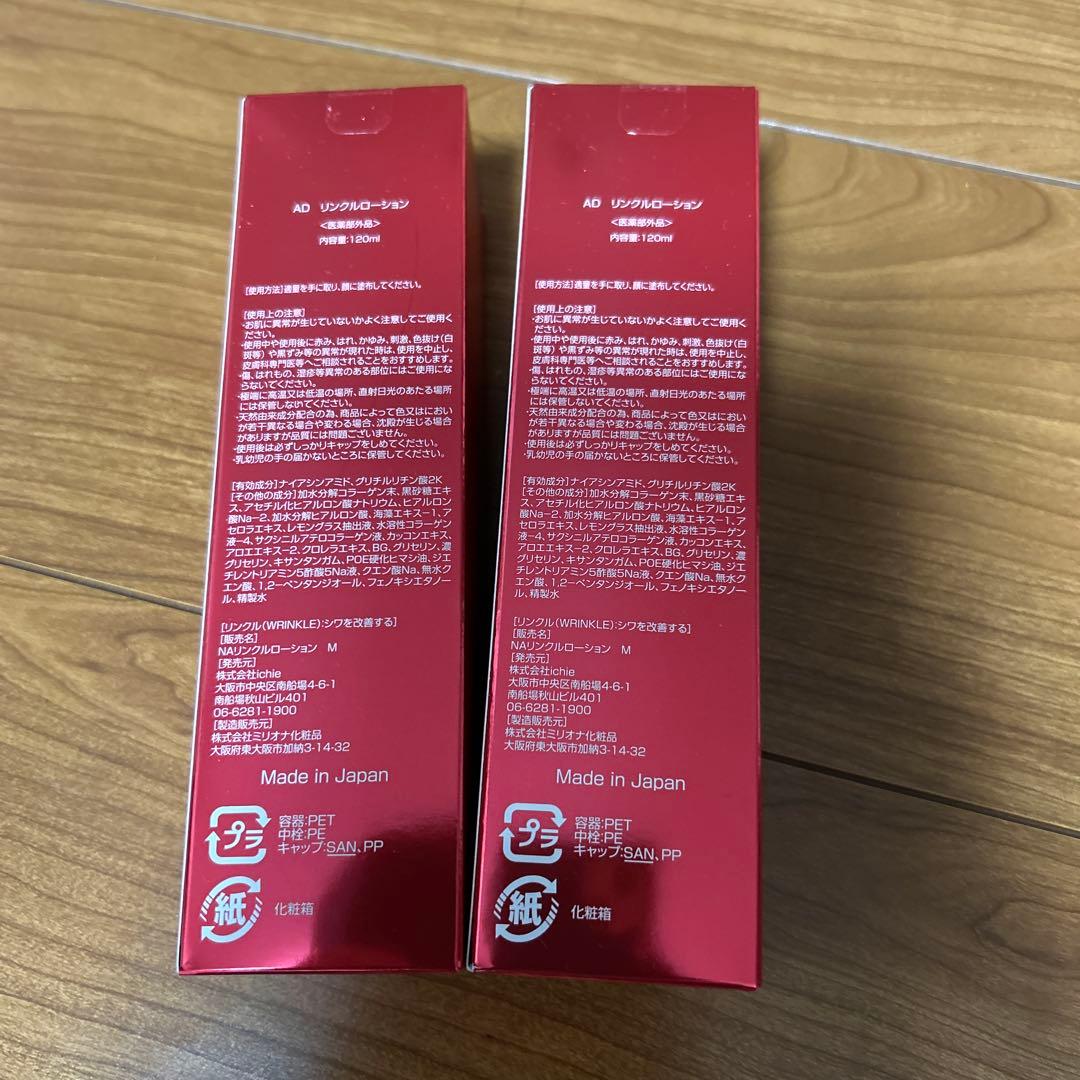 AD リンクルローション
<医薬部外品>
内容量:120ml
[使用方法]適量を手に取り、顔に塗布してください。
[使用上の注意]
・お肌に異常が生じていないかよく注意してご使用く
ださい。
・使用中や使用後に赤み、はれ、かゆみ、刺激、色抜け(白
斑等)や黒ずみ等の異常が現れた時は、使用を中止し、
皮膚科専門医等へご相談されることをおすすめします。
・傷、はれもの、湿疹等異常のある部位にはご使用にな
らないでください。
・極端に高温又は低温の場所、直射日光のあたる場所
には保管しないでください。
・天然由来成分配合の為、商品によって色又はにおい
が若干異なる場合や変わる場合、沈殿が生じる場合
がありますが品質には問題ございません。
・使用後は必ずしっかりキャップをしめてください。
・乳幼児の手の届かないところに保管してください。
[有効成分]ナイアシンアミド、グリチルリチン酸2K
[その他の成分]加水分解コラーゲン末、黒砂糖エキ
ス、アセチル化ヒアルロン酸ナトリウム、ヒアルロン
酸Na-2、加水分解ヒアルロン酸、海藻エキス-1、ア
セロラエキス、レモングラス抽出液、水溶性コラーゲン
液-4、サクシニルアテロコラーゲン液、カッコンエキス、
アロエエキス-2、クロレラエキス、BG、グリセリン、濃
グリセリン、キサンタンガム、POE硬化ヒマシ油、ジエ
チレントリアミン5酢酸5Na液、クエン酸Na、無水ク
エン酸、1,2-ペンタンジオール、フェノキシエタノー
ル、精製水
[リンクル(WRINKLE):シワを改善する]
[販売名]
NAリンクルローション M
[発売元]
株式会社ichie
大阪市中央区南船場4-6-1
南船場秋山ビル401
06-6281-1900
[製造販売元]
株式会社ミリオナ化粧品
大阪府東大阪市加納3-14-32
Made in Japan
プラ
容器:PET
中栓:PE
キャップ:SAN、PP
紙
化粧箱
AD リンクルローション
<医薬部外品>
内容量:120ml
[使用方法]適量を手に取り、顔に塗布してください。
[使用上の注意]
・お肌に異常が生じていないかよく注意してご使用く
ださい。
・使用中や使用後に赤み、はれ、かゆみ、刺激、色抜け(白
斑等)や黒ずみ等の異常が現れた時は、使用を中止し、
皮膚科専門医等へご相談されることをおすすめします。
・傷、はれもの、湿疹等異常のある部位にはご使用にな
らないでください。
・極端に高温又は低温の場所、直射日光のあたる場所
には保管しないでください。
・天然由来成分配合の為、商品によって色又はにおい
が若干異なる場合や変わる場合、沈殿が生じる場合
がありますが品質には問題ございません。
・使用後は必ずしっかりキャップをしめてください。
・乳幼児の手の届かないところに保管してください。
[有効成分]ナイアシンアミド、グリチルリチン酸2K
[その他の成分]加水分解コラーゲン末、黒砂糖エキ
ス、アセチル化ヒアルロン酸ナトリウム、ヒアルロン
酸Na-2、加水分解ヒアルロン酸、海藻エキス-1、ア
セロラエキス、レモングラス抽出液、水溶性コラーゲン
液-4、サクシニルアテロコラーゲン液、カッコンエキス、
アロエエキス-2、クロレラエキス、BG、グリセリン、濃
グリセリン、キサンタンガム、POE硬化ヒマシ油、ジエ
チレントリアミン5酢酸5Na液、クエン酸Na、無水ク
エン酸、1,2-ペンタンジオール、フェノキシエタノー
ル、精製水
[リンクル(WRINKLE):シワを改善する]
[販売名]
NAリンクルローション M
[発売元]
株式会社ichie
大阪市中央区南船場4-6-1
南船場秋山ビル401
06-6281-1900
[製造販売元]
株式会社ミリオナ化粧品
大阪府東大阪市加納3-14-32
Made in Japan
プラ
容器:PET
中栓:PE
キャップ:SAN、PP
紙
化粧箱